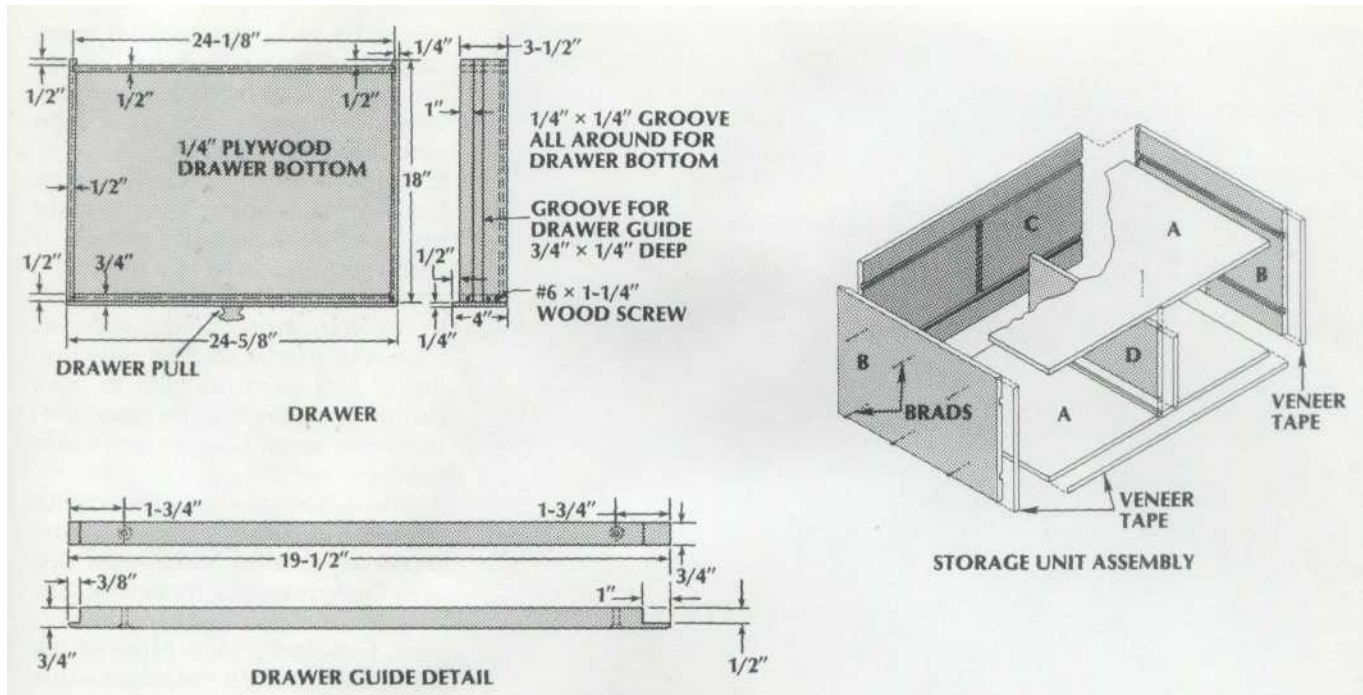 24-1/8"
1/4"
3-1/2"
1/2"
1/2"
1/2"
1"
1/4" × 1/4" GROOVE
ALL AROUND FOR
DRAWER BOTTOM
1/4" PLYWOOD
DRAWER BOTTOM
18"
1/2"
GROOVE FOR
DRAWER GUIDE
3/4" × 1/4" DEEP
1/2"
3/4"
1/2"
#6 × 1-1/4"
WOOD SCREW
4"
24-5/8"
1/4"
DRAWER PULL
DRAWER
C
A
B
B
D
BRADS
A
VENEER
TAPE
VENEER
TAPE
STORAGE UNIT ASSEMBLY
1-3/4"
1-3/4"
19-1/2"
3/4"
3/8"
1"
3/4"
1/2"
DRAWER GUIDE DETAIL